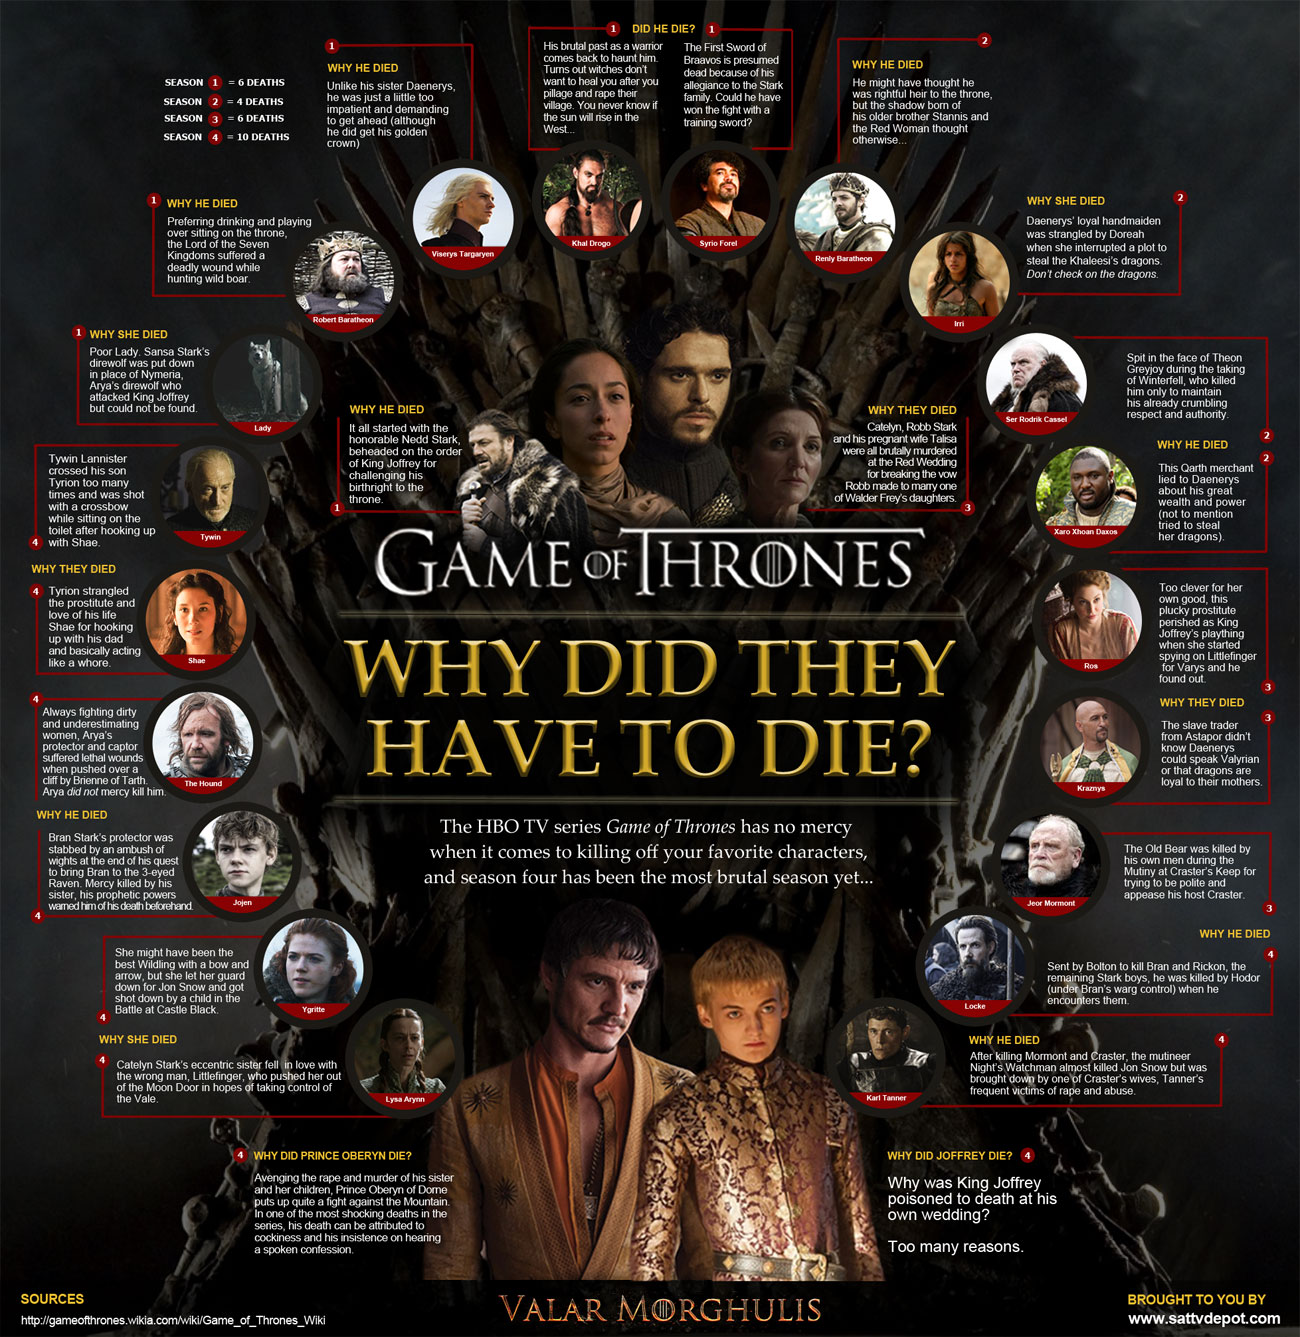 SEASON 1 = 6 DEATHS
SEASON 2 = 4 DEATHS
SEASON 3 = 6 DEATHS
SEASON 4 = 10 DEATHS
1
WHY HE DIED
Unlike his sister Daenerys,
he was just a little too
impatient and demanding
to get ahead (although
he did get his golden
crown)
Viserys Targaryen
1 DID HE DIE? 1
His brutal past as a warrior
comes back to haunt him.
Turns out witches don't
want to heal you after you
pillage and rape their
village. You never know if
the sun will rise in the
West...
Khal Drogo
The First Sword of
Braavos is presumed
dead because of his
allegiance to the Stark
family. Could he have
won the fight with a
training sword?
Syrio Forel
2
WHY HE DIED
He might have thought he
was rightful heir to the throne,
but the shadow born of
his older brother Stannis and
the Red Woman thought
otherwise...
Renly Baratheon
1 WHY HE DIED
Preferring drinking and playing
over sitting on the throne,
the Lord of the Seven
Kingdoms suffered a
deadly wound while
hunting wild boar.
Robert Baratheon
WHY SHE DIED 2
Daenerys' loyal handmaiden
was strangled by Doreah
when she interrupted a plot to
steal the Khaleesi's dragons.
Don't check on the dragons.
Irri
1 WHY SHE DIED
Poor Lady. Sansa Stark's
direwolf was put down
in place of Nymeria,
Arya's direwolf who
attacked King Joffrey
but could not be found.
Lady
Spit in the face of Theon
Greyjoy during the taking
of Winterfell, who killed
him only to maintain
his already crumbling
respect and authority.
2
Ser Rodrik Cassel
WHY HE DIED
It all started with the
honorable Nedd Stark,
beheaded on the order
of King Joffrey for
challenging his
birthright to the
throne.
1
WHY THEY DIED
Catelyn, Robb Stark
and his pregnant wife Talisa
were all brutally murdered
at the Red Wedding
for breaking the vow
Robb made to marry one
of Walder Frey's daughters.
3
Tywin Lannister
crossed his son
Tyrion too many
times and was shot
with a crossbow
while sitting on the
toilet after hooking up
4 with Shae.
Tywin
WHY HE DIED
2
This Qarth merchant
lied to Daenerys
about his great
wealth and power
(not to mention
tried to steal
her dragons).
Xaro Xhoan Daxos
GAME OF THRONES
WHY DID THEY
HAVE TO DIE?
The HBO TV series Game of Thrones has no mercy
when it comes to killing off your favorite characters,
and season four has been the most brutal season yet...
WHY THEY DIED
4 Tyrion strangled
the prostitute and
love of his life
Shae for hooking
up with his dad
and basically acting
like a whore.
Shae
Too clever for her
own good, this
plucky prostitute
perished as King
Joffrey's plaything
when she started
spying on Littlefinger
for Varys and he
found out.
3
Ros
4
Always fighting dirty
and underestimating
women, Arya's
protector and captor
suffered lethal wounds
when pushed over a
cliff by Brienne of Tarth.
Arya did not mercy kill him.
The Hound
WHY THEY DIED
3
The slave trader
from Astapor didn't
know Daenerys
could speak Valyrian
or that dragons are
loyal to their mothers.
Kraznys
WHY HE DIED
Bran Stark's protector was
stabbed by an ambush of
wights at the end of his quest
to bring Bran to the 3-eyed
Raven. Mercy killed by his
sister, his prophetic powers
warned him of his death beforehand.
4
Jojen
The Old Bear was killed by
his own men during the
Mutiny at Craster's Keep for
trying to be polite and
appease his host Craster.
3
Jeor Mormont
She might have been the
best Wildling with a bow and
arrow, but she let her guard
down for Jon Snow and got
shot down by a child in the
Battle at Castle Black.
4
Ygritte
WHY HE DIED
4
Sent by Bolton to kill Bran and Rickon, the
remaining Stark boys, he was killed by Hodor
(under Bran's warg control) when he
encounters them.
Locke
WHY SHE DIED
4
Catelyn Stark's eccentric sister fell in love with
the wrong man, Littlefinger, who pushed her out
of the Moon Door in hopes of taking control of
the Vale.
Lysa Arynn
WHY HE DIED 4
After killing Mormont and Craster, the mutineer
Night's Watchman almost killed Jon Snow but was
brought down by one of Craster's wives, Tanner's
frequent victims of rape and abuse.
Karl Tanner
4 WHY DID PRINCE OBERYN DIE?
Avenging the rape and murder of his sister
and her children, Prince Oberyn of Dorne
puts up quite a fight against the Mountain.
In one of the most shocking deaths in the
series, his death can be attributed to
cockiness and his insistence on hearing
a spoken confession.
WHY DID JOFFREY DIE? 4
Why was King Joffrey
poisoned to death at his
own wedding?
Too many reasons.
SOURCES
http://gameofthrones.wikia.com/wiki/Game_of_Thrones_Wiki
VALAR MORGHULIS
BROUGHT TO YOU BY
www.sattvdepot.com